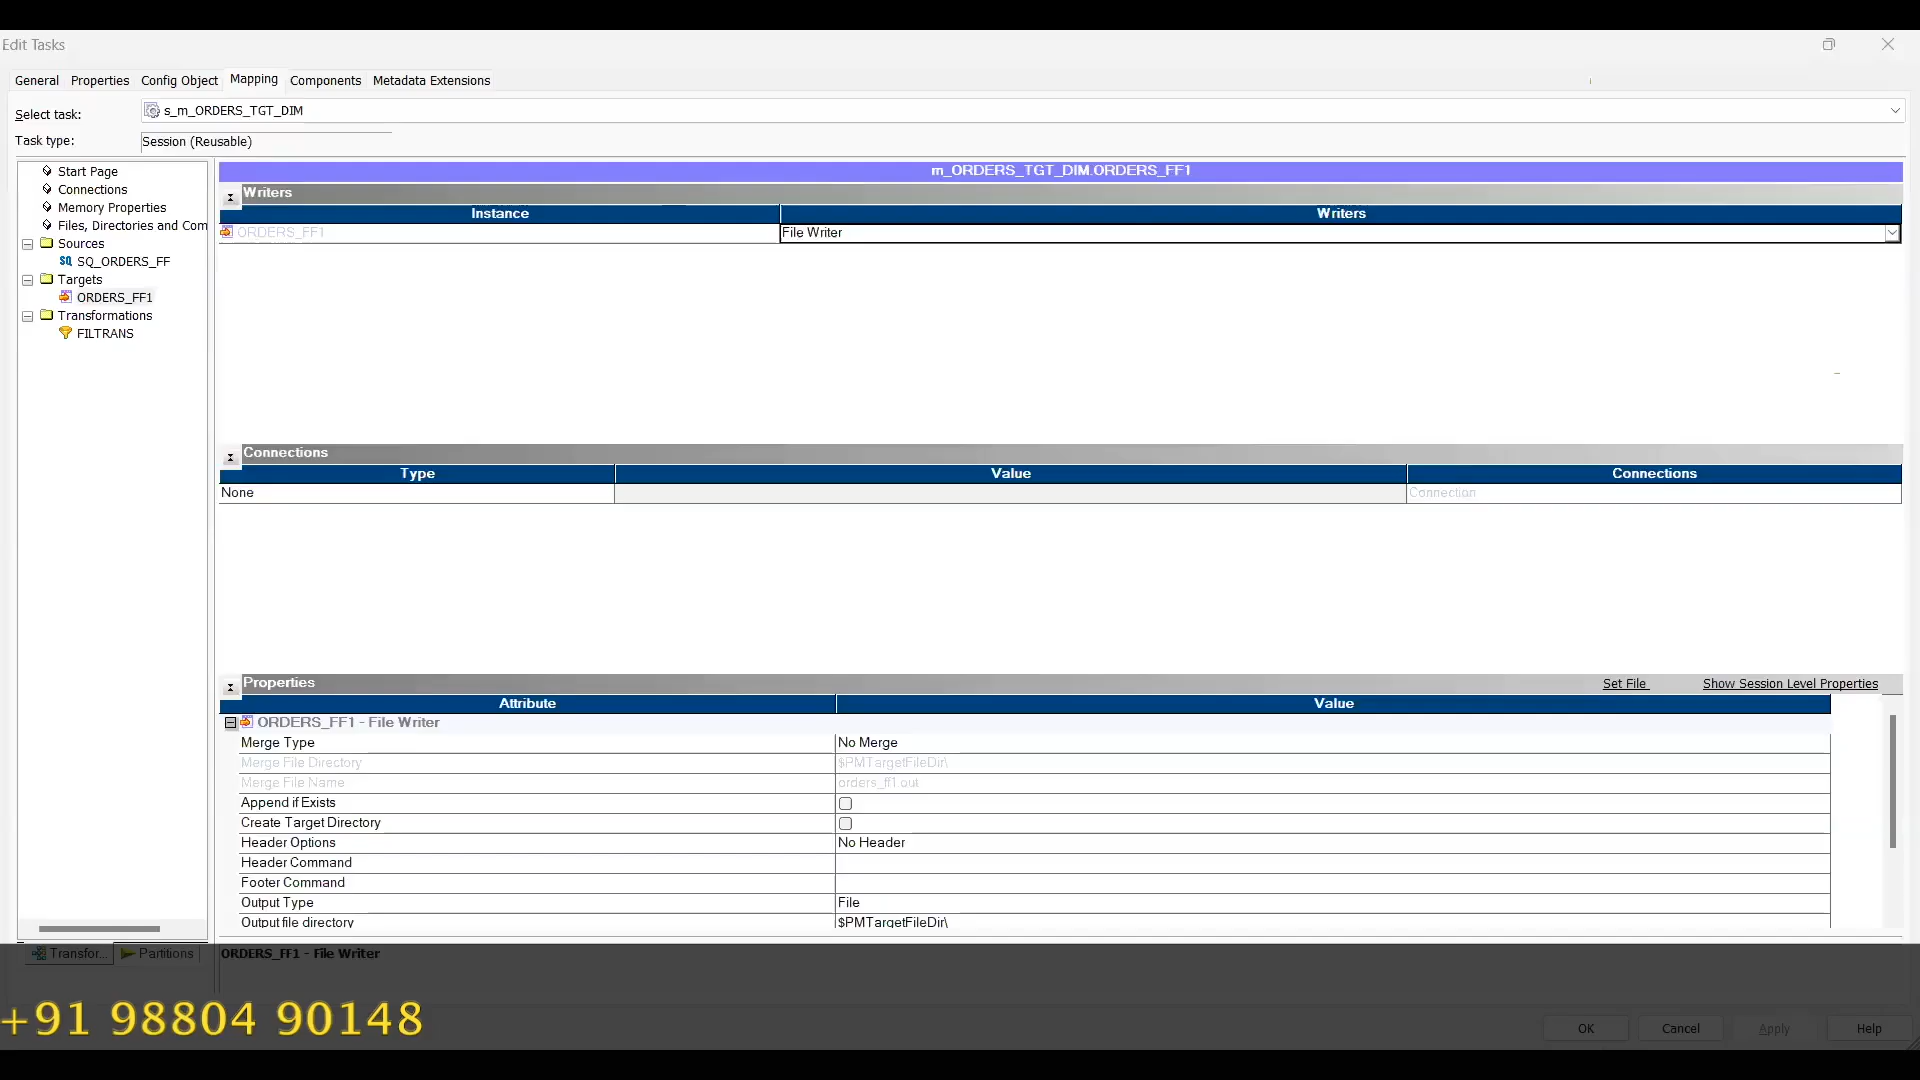 Edit Tasks
General Properties Config Object Mapping Components Metadata Extensions
Select task: s_m_ORDERS_TGT_DIM
Task type: Session (Reusable)
Start Page
Connections
Memory Properties
Files, Directories and Com
Sources
SQ_ORDERS_FF
Targets
ORDERS_FF1
Transformations
FILTRANS
Transfor... Partitions
m_ORDERS_TGT_DIM.ORDERS_FF1
Writers
Instance Writers
ORDERS_FF1 File Writer
Connections
Type Value Connections
None Connection
Properties Set File Show Session Level Properties
Attribute Value
ORDERS_FF1 - File Writer
Merge Type No Merge
Merge File Directory $PMTargetFileDir\
Merge File Name orders_ff1.out
Append if Exists
Create Target Directory
Header Options No Header
Header Command
Footer Command
Output Type File
Output file directory $PMTargetFileDir\
ORDERS_FF1 - File Writer
+91 98804 90148
OK Cancel Apply Help